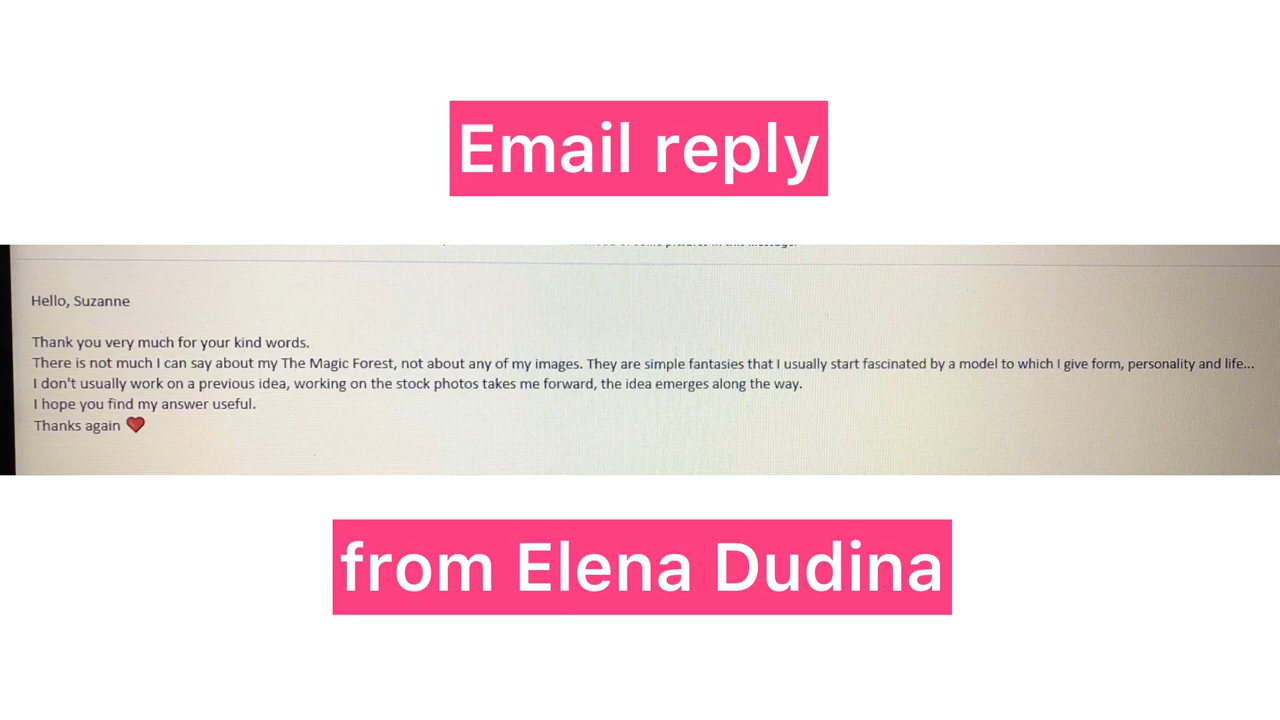 Email reply
Hello, Suzanne
Thank you very much for your kind words.
There is not much I can say about my The Magic Forest, not about any of my images. They are simple fantasies that I usually start fascinated by a model to which I give form, personality and life...
I don't usually work on a previous idea, working on the stock photos takes me forward, the idea emerges along the way.
I hope you find my answer useful.
Thanks again ❤️
from Elena Dudina